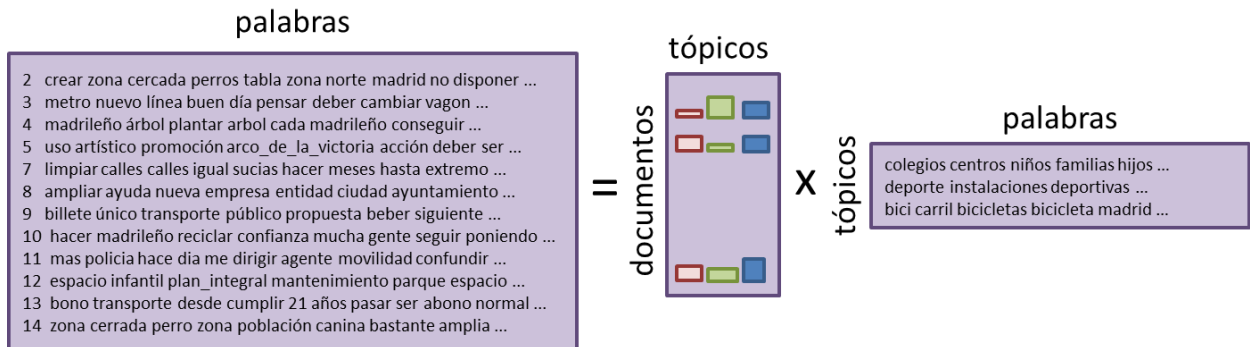 palabras
2 crear zona cercada perros tabla zona norte madrid no disponer ...
3 metro nuevo línea buen día pensar deber cambiar vagon ...
4 madrileño árbol plantar arbol cada madrileño conseguir ...
5 uso artístico promoción arco_de_la_victoria acción deber ser ...
7 limpiar calles calles igual sucias hacer meses hasta extremo ...
8 ampliar ayuda nueva empresa entidad ciudad ayuntamiento ...
9 billete único transporte público propuesta beber siguiente ...
10 hacer madrileño reciclar confianza mucha gente seguir poniendo ...
11 mas policia hace dia me dirigir agente movilidad confundir ...
12 espacio infantil plan_integral mantenimiento parque espacio ...
13 bono transporte desde cumplir 21 años pasar ser abono normal ...
14 zona cerrada perro zona población canina bastante amplia ...
=
tópicos
documentos
x
tópicos
palabras
colegios centros niños familias hijos ...
deporte instalaciones deportivas ...
bici carril bicicletas bicicleta madrid ...